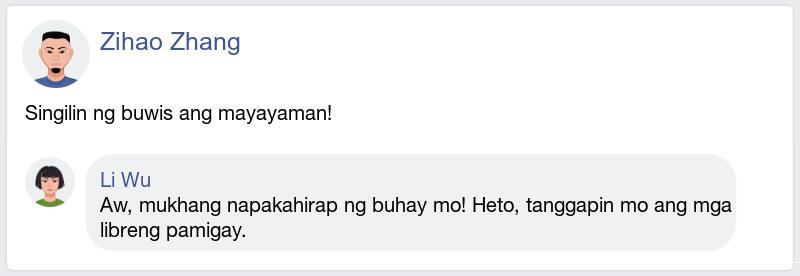 Zihao Zhang
Singilin ng buwis ang mayayaman!
Li Wu
Aw, mukhang napakahirap ng buhay mo! Heto, tanggapin mo ang mga
libreng pamigay.